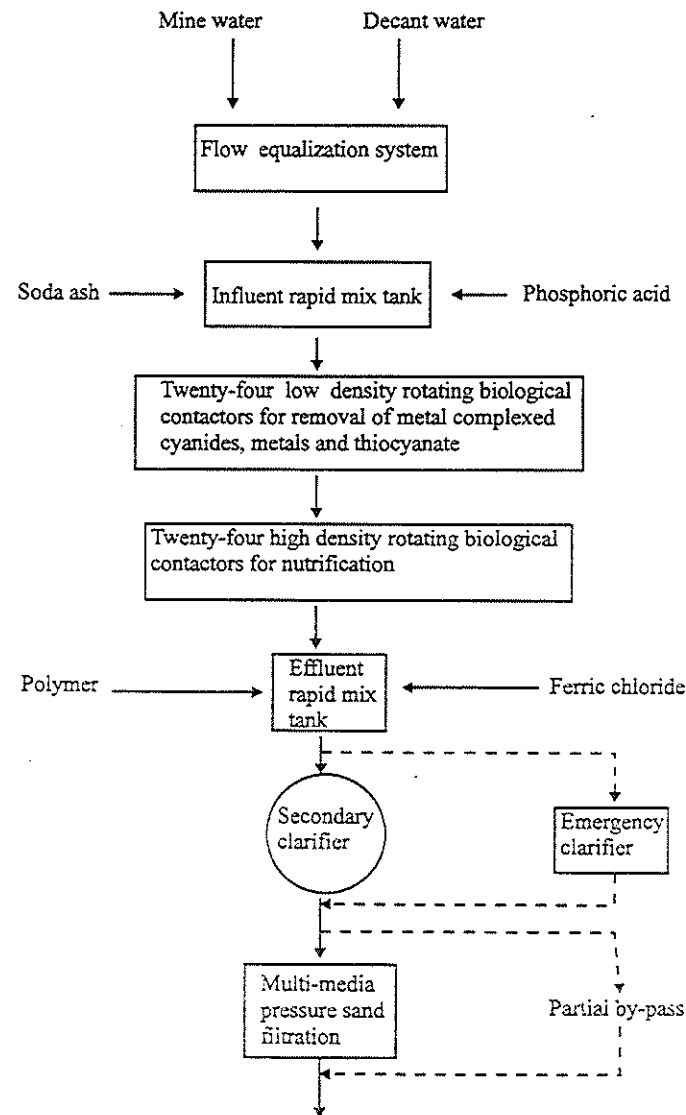 Mine water
Decant water
Flow equalization system
Soda ash
Influent rapid mix tank
Phosphoric acid
Twenty-four low density rotating biological
contactors for removal of metal complexed
cyanides, metals and thiocyanate
Twenty-four high density rotating biological
contactors for nutrification
Polymer
Effluent
rapid mix
tank
Ferric chloride
Secondary
clarifier
Emergency
clarifier
Multi-media
pressure sand
filtration
Partial by-pass